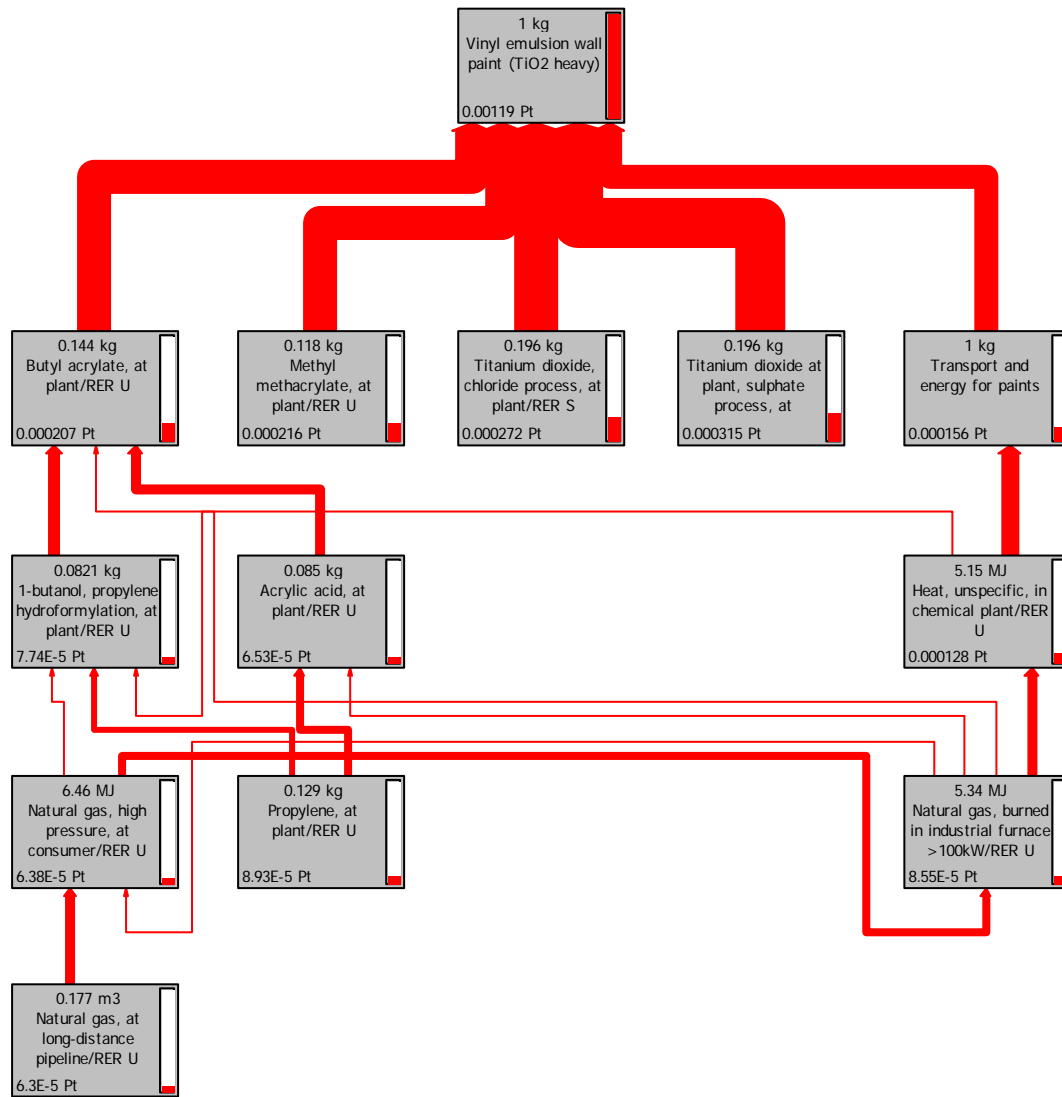 1 kg
Vinyl emulsion wall
paint (TiO2 heavy)
0.00119 Pt
0.144 kg
Butyl acrylate, at
plant/RER U
0.000207 Pt
0.118 kg
Methyl
methacrylate, at
plant/RER U
0.000216 Pt
0.196 kg
Titanium dioxide,
chloride process, at
plant/RER S
0.000272 Pt
0.196 kg
Titanium dioxide at
plant, sulphate
process, at
0.000315 Pt
1 kg
Transport and
energy for paints
0.000156 Pt
0.0821 kg
1-butanol, propylene
hydroformylation, at
plant/RER U
7.74E-5 Pt
0.085 kg
Acrylic acid, at
plant/RER U
6.53E-5 Pt
5.15 MJ
Heat, unspecific, in
chemical plant/RER
U
0.000128 Pt
6.46 MJ
Natural gas, high
pressure, at
consumer/RER U
6.38E-5 Pt
0.129 kg
Propylene, at
plant/RER U
8.93E-5 Pt
5.34 MJ
Natural gas, burned
in industrial furnace
>100kW/RER U
8.55E-5 Pt
0.177 m3
Natural gas, at
long-distance
pipeline/RER U
6.3E-5 Pt